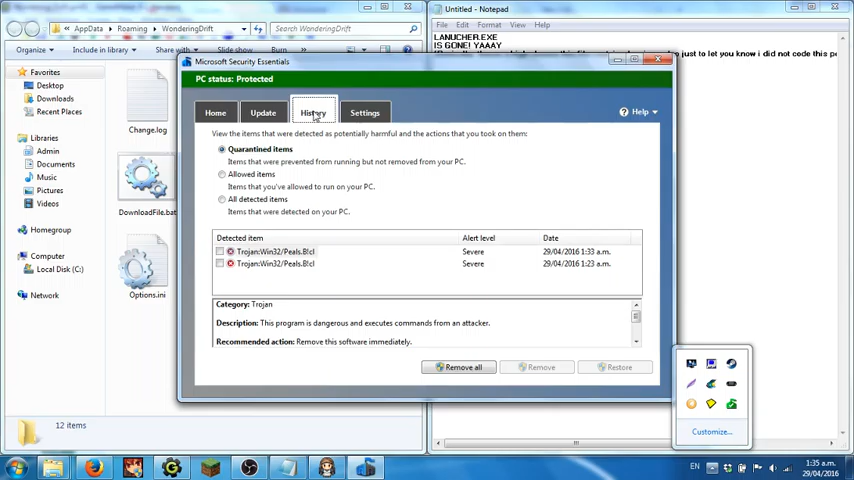 AppData
Roaming
WonderingDrift
Search WonderingDrift
Organize
Include in library
Share with
Favorites
Desktop
Downloads
Recent Places
Libraries
Admin
Documents
Music
Pictures
Videos
Homegroup
Computer
Local Disk (C:)
Network
Change.log
DownloadFile.bat
Options.ini
12 items
Untitled - Notepad
File Edit Format View Help
LANUCHER.EXE
IS GONE! YAAAY
just to let you know i did not code this po
Microsoft Security Essentials
PC status: Protected
Home
Update
History
Settings
Help
View the items that were detected as potentially harmful and the actions that you took on them:
Quarantined items
Items that were prevented from running but not removed from your PC.
Allowed items
Items that you've allowed to run on your PC.
All detected items
Items that were detected on your PC.
Detected item Alert level Date
Trojan:Win32/Peals.B!cl Severe 29/04/2016 1:33 a.m.
Trojan:Win32/Peals.B!cl Severe 29/04/2016 1:23 a.m.
Category: Trojan
Description: This program is dangerous and executes commands from an attacker.
Recommended action: Remove this software immediately.
Remove all
Remove
Restore
Customize...
EN
1:35 a.m.
29/04/2016